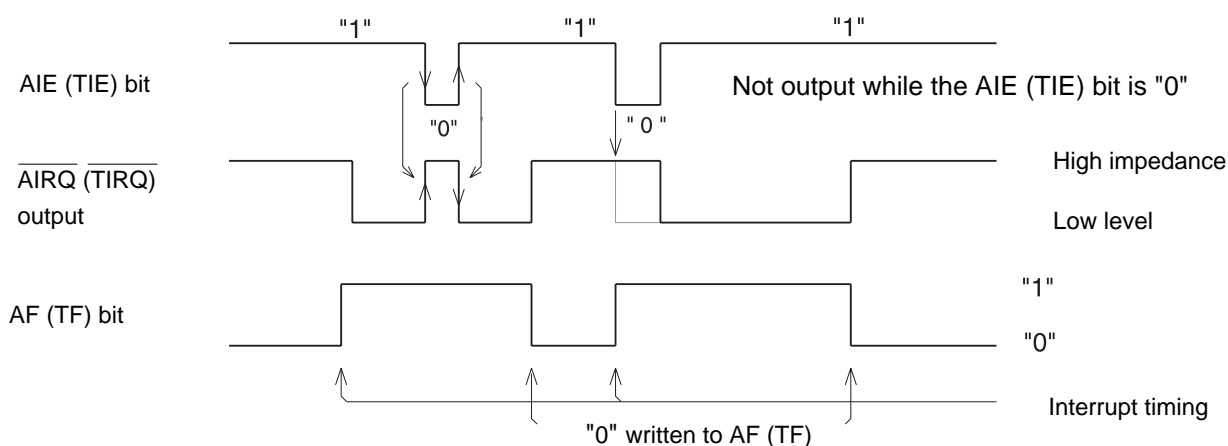 "1" "1" "1"
AIE (TIE) bit
Not output while the AIE (TIE) bit is "0"
"0" " 0 "
AIRQ (TIRQ)
output
High impedance
Low level
AF (TF) bit
"1"
"0"
Interrupt timing
"0" written to AF (TF)